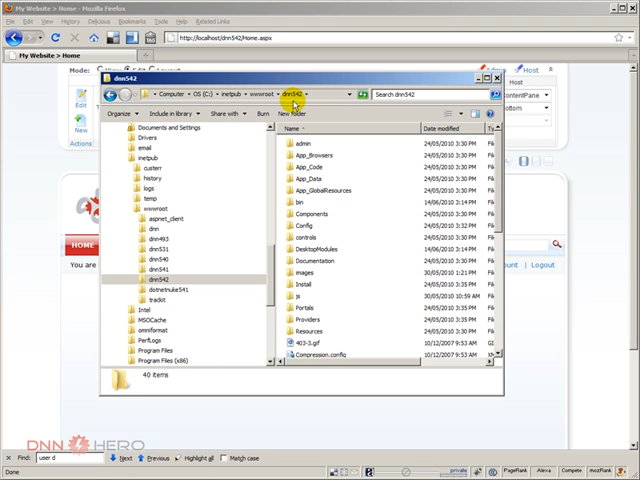 My Website > Home - Mozilla Firefox
File Edit View History Bookmarks Tools Help Related Links
http://localhost/dnn542/Home.aspx
My Website > Home
Mode View Edit
Admin Host
Edit
Actions
ContentPane
Bottom
HOME
You are
Logout
dnn542
Computer OS (C:) inetpub wwwroot dnn542
Search dnn542
Organize Include in library Share with Burn New folder
Documents and Settings
Drivers
email
inetpub
custerr
history
logs
temp
wwwroot
aspnet_client
dnn
dnn493
dnn531
dnn540
dnn541
dnn542
dotnetnuke541
trackit
Intel
MSOCache
omniformat
PerfLogs
Program Files
Program Files (x86)
Name Date modified
admin 24/05/2010 3:30 PM
App_Browsers 24/05/2010 3:30 PM
App_Code 24/05/2010 3:30 PM
App_Data 24/05/2010 3:30 PM
App_GlobalResources 24/05/2010 3:30 PM
bin 14/06/2010 3:14 PM
Components 24/05/2010 3:30 PM
Config 24/05/2010 3:30 PM
controls 24/05/2010 3:30 PM
DesktopModules 14/06/2010 3:14 PM
Documentation 24/05/2010 3:30 PM
images 30/05/2010 1:21 PM
Install 24/05/2010 3:30 PM
js 30/05/2010 10:59 AM
Portals 24/05/2010 3:30 PM
Providers 24/05/2010 3:30 PM
Resources 24/05/2010 3:30 PM
403-3.gif 10/12/2007 9:53 AM
Compression.config 10/12/2007 9:53 AM
40 items
DNN HERO
Find: user d Next Previous Highlight all Match case
Done private PageRank Alexa Compete mozRank